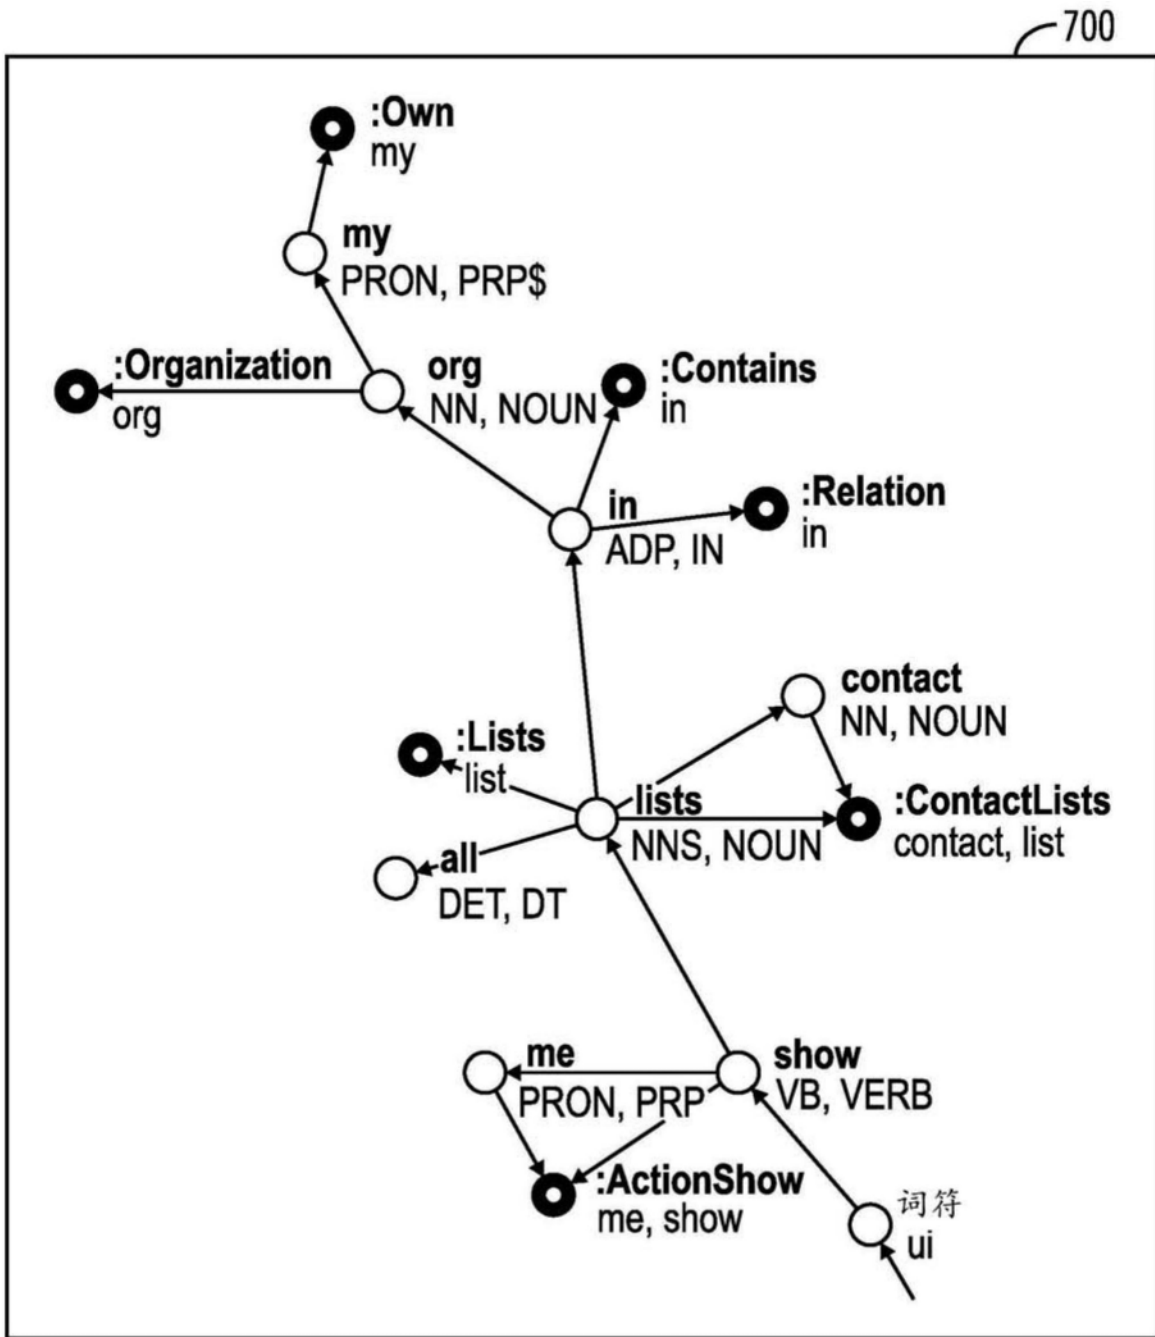 700
:Own
my
my
PRON, PRP$
:Organization
org
org
NN, NOUN
:Contains
in
in
ADP, IN
:Relation
in
contact
NN, NOUN
:Lists
list
lists
NNS, NOUN
:ContactLists
contact, list
all
DET, DT
me
PRON, PRP
show
VB, VERB
:ActionShow
me, show
词符
ui